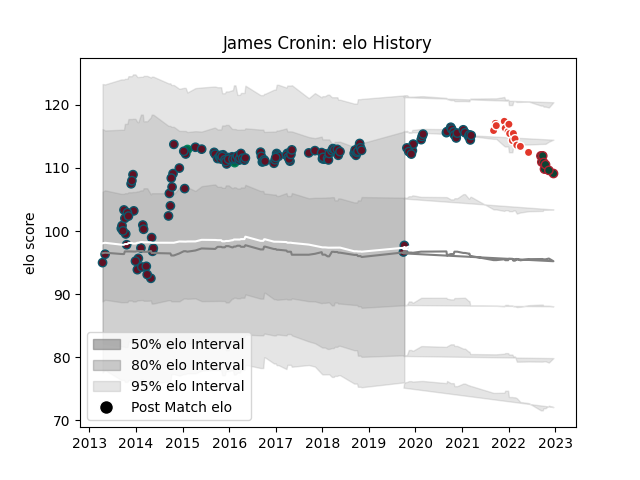 James Cronin: elo History
elo score
120
110
100
90
80
70
50% elo Interval
80% elo Interval
95% elo Interval
Post Match elo
2013 2014 2015 2016 2017 2018 2019 2020 2021 2022 2023